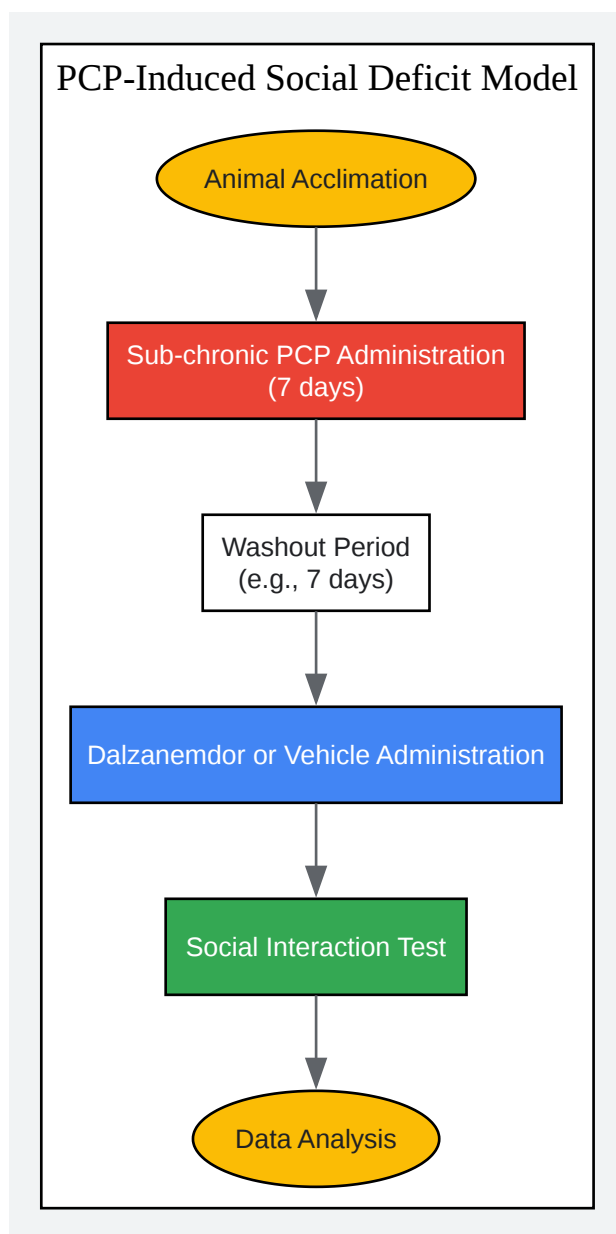 PCP-Induced Social Deficit Model
Animal Acclimation
Sub-chronic PCP Administration
(7 days)
Washout Period
(e.g., 7 days)
Dalzanemdor or Vehicle Administration
Social Interaction Test
Data Analysis